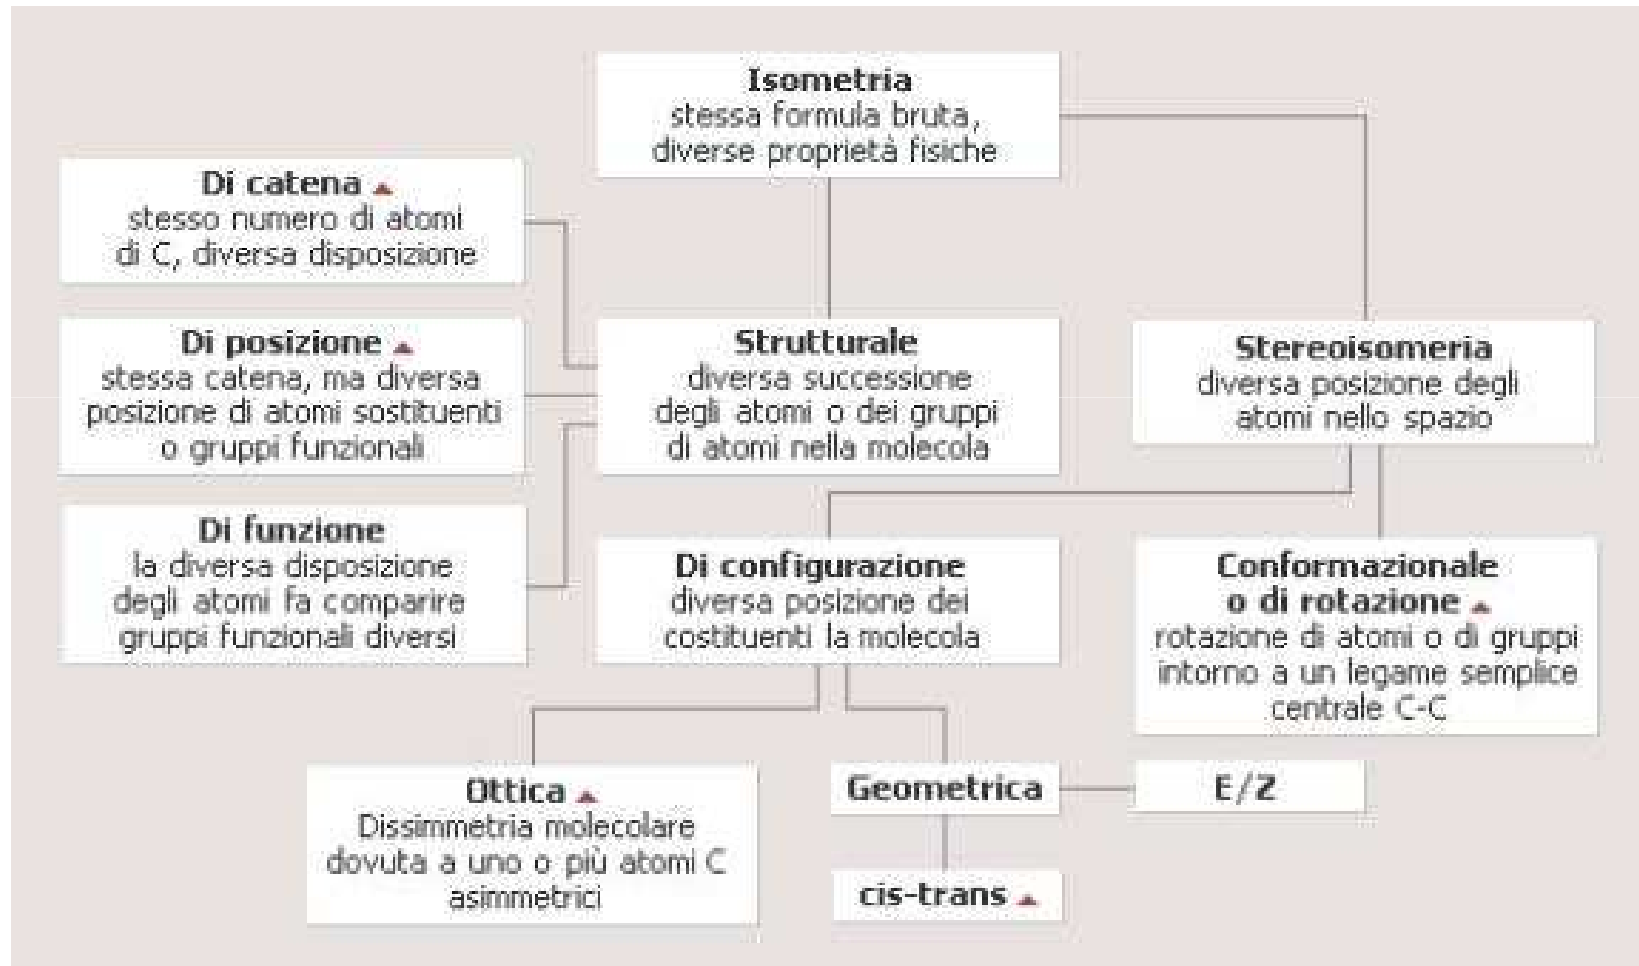 Isometria
stessa formula bruta,
diverse proprietà fisiche
Di catena
stesso numero di atomi
di C, diversa disposizione
Di posizione
stessa catena, ma diversa
posizione di atomi sostituenti
o gruppi funzionali
Di funzione
la diversa disposizione
degli atomi fa comparire
gruppi funzionali diversi
Strutturale
diversa successione
degli atomi o dei gruppi
di atomi nella molecola
Stereoisomeria
diversa posizione degli
atomi nello spazio
Di configurazione
diversa posizione dei
costituenti la molecola
Conformazionale
o di rotazione
rotazione di atomi o di gruppi
intorno a un legame semplice
centrale C-C
Ottica
Dissimmetria molecolare
dovuta a uno o più atomi C
asimmetrici
Geometrica
E/Z
cis-trans